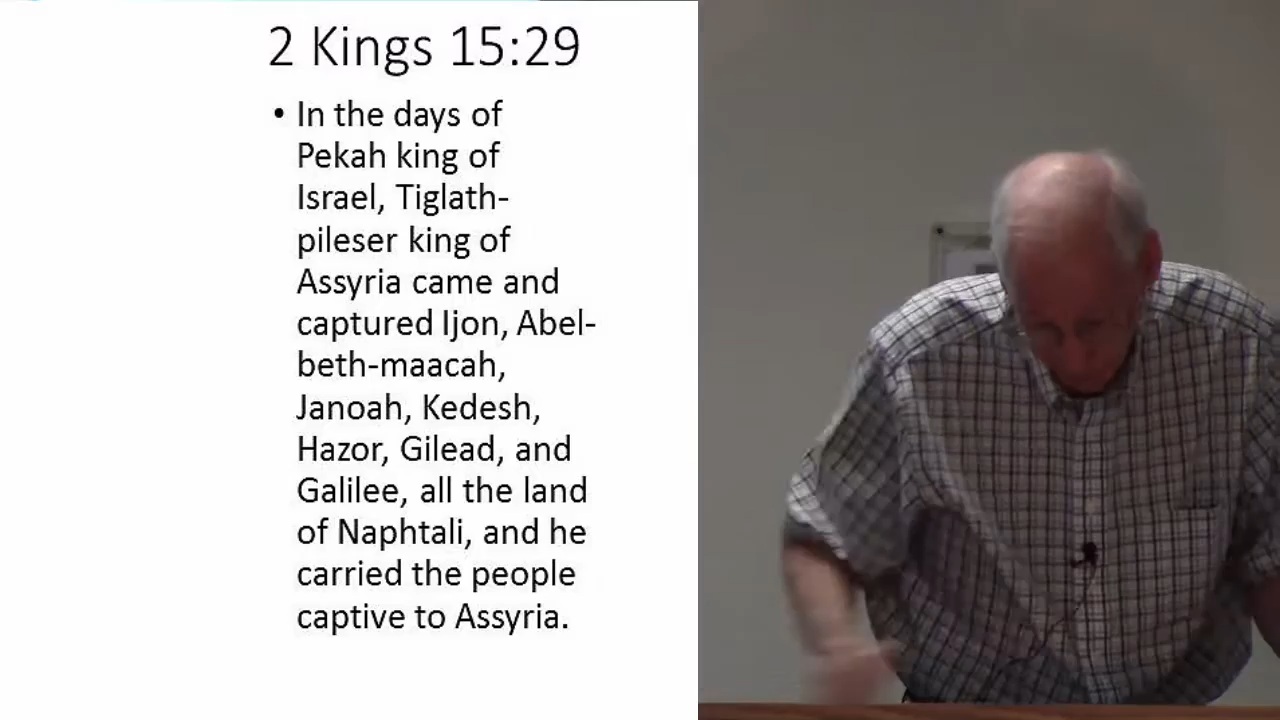 2 Kings 15:29
• In the days of
Pekah king of
Israel, Tiglath-
pileser king of
Assyria came and
captured Ijon, Abel-
beth-maacah,
Janoah, Kedesh,
Hazor, Gilead, and
Galilee, all the land
of Naphtali, and he
carried the people
captive to Assyria.